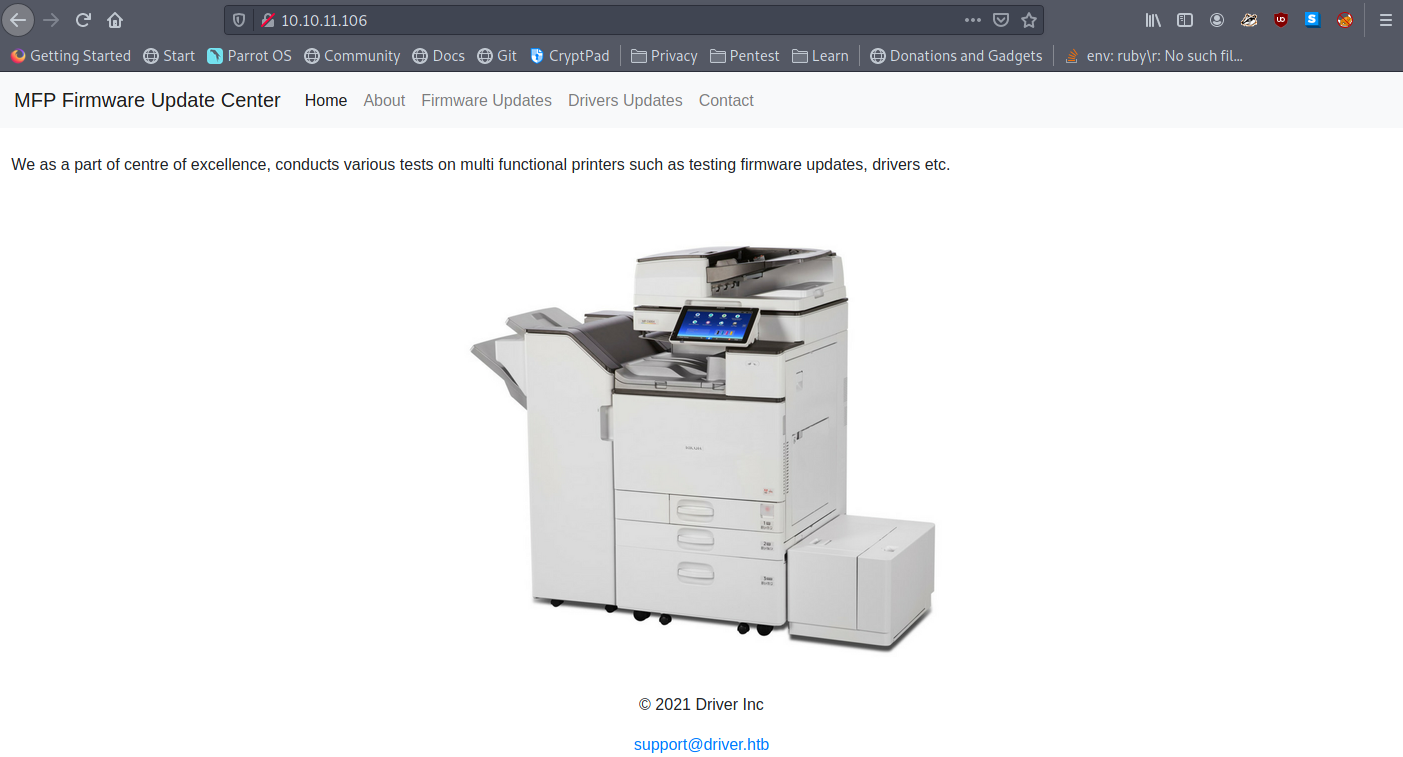 10.10.11.106
Getting Started Start Parrot OS Community Docs Git CryptPad Privacy Pentest Learn Donations and Gadgets env: ruby\r: No such fil...
MFP Firmware Update Center Home About Firmware Updates Drivers Updates Contact
We as a part of centre of excellence, conducts various tests on multi functional printers such as testing firmware updates, drivers etc.
© 2021 Driver Inc
support@driver.htb